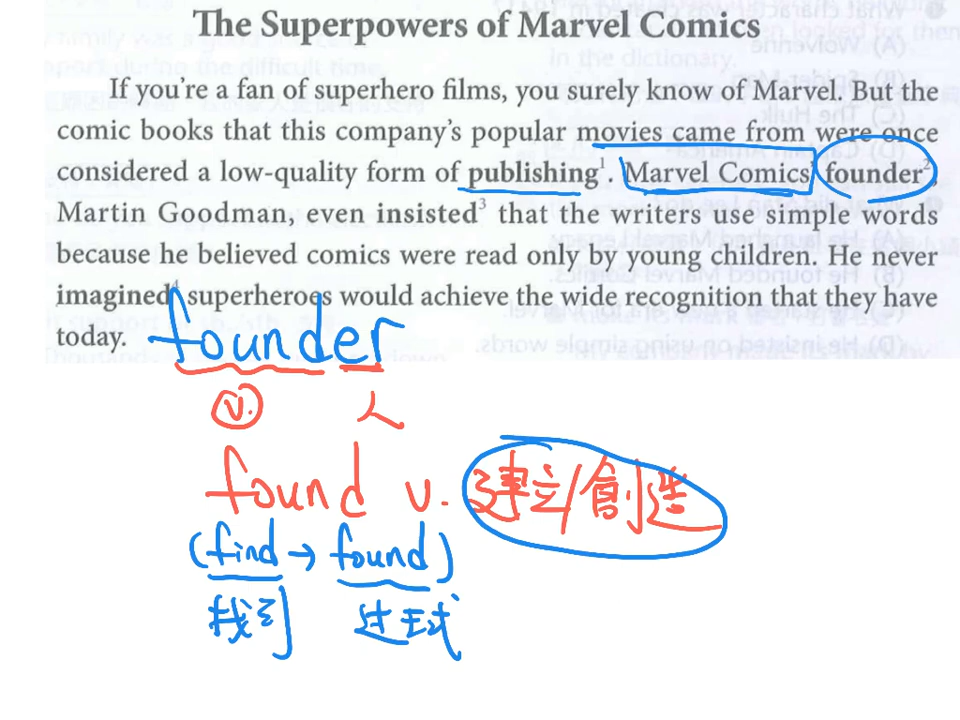 The Superpowers of Marvel Comics
If you're a fan of superhero films, you surely know of Marvel. But the
comic books that this company's popular movies came from were once
considered a low-quality form of publishing¹. Marvel Comics founder²,
Martin Goodman, even insisted³ that the writers use simple words
because he believed comics were read only by young children. He never
imagined⁴ superheroes would achieve the wide recognition that they have
today.
founder
v. 人
found v. 建立/創造
(find → found)
找到 过去式